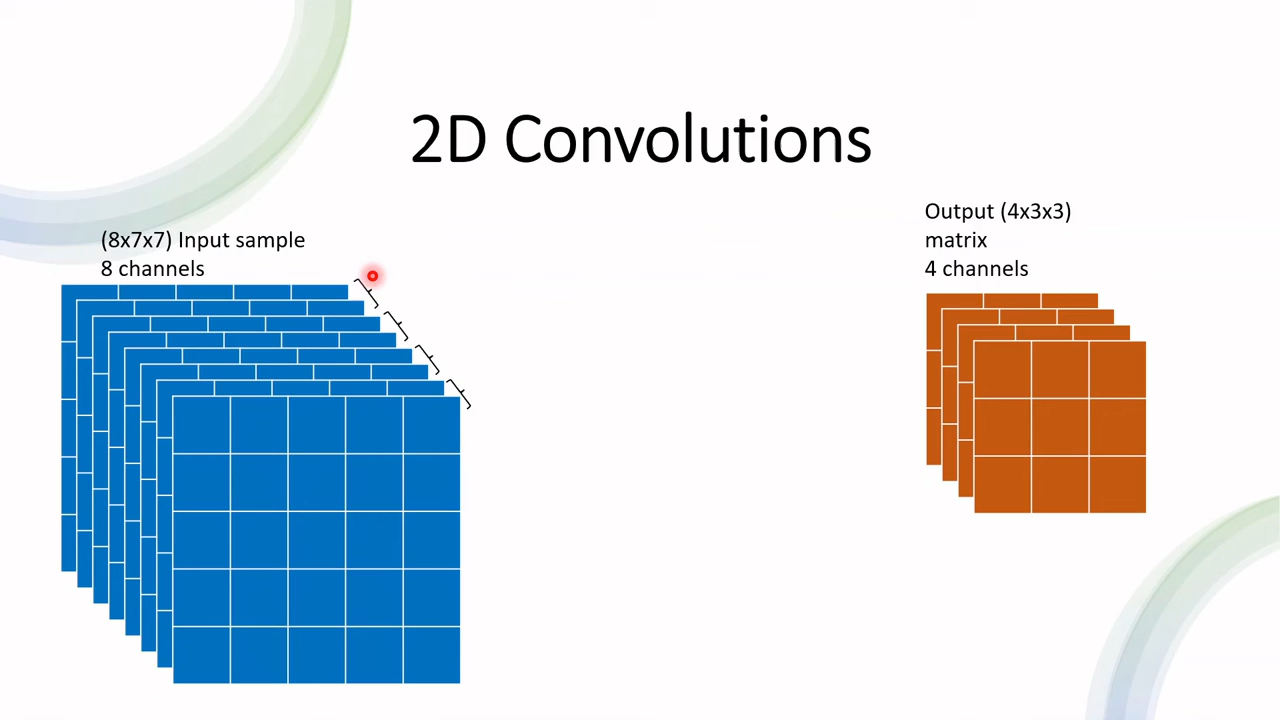 2D Convolutions
(8x7x7) Input sample
8 channels
Output (4x3x3)
matrix
4 channels